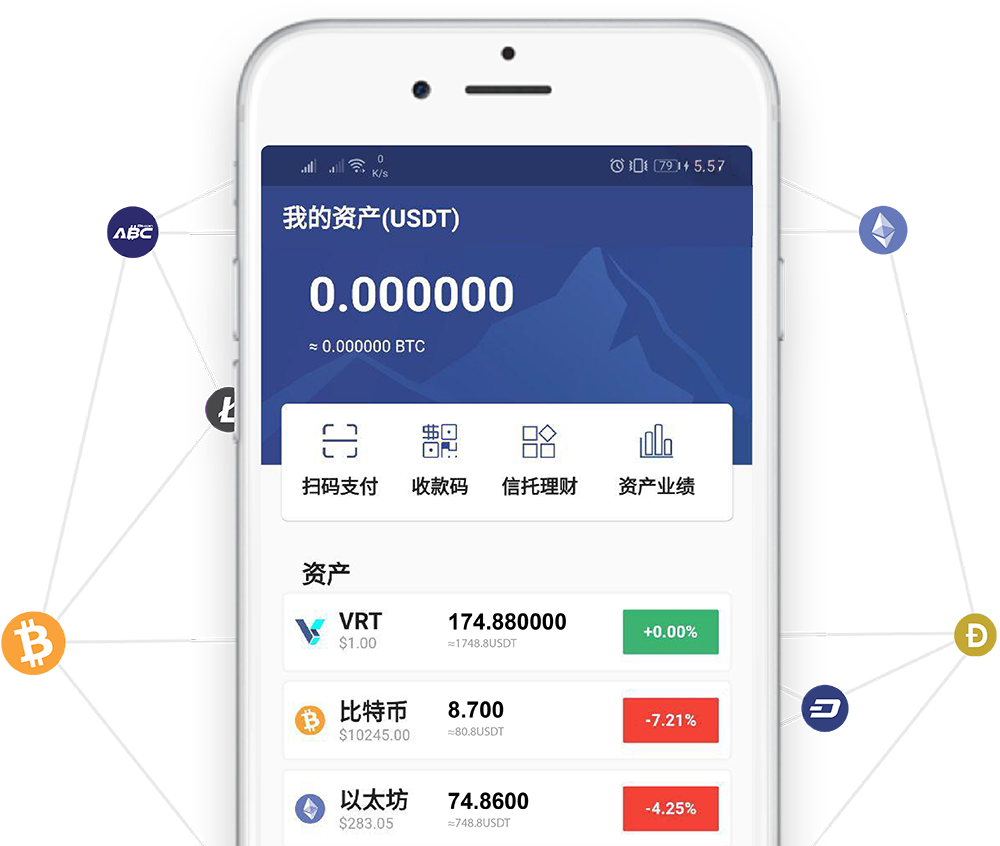 0
K/s
79
5.57
我的资产(USDT)
ABC
0.000000
≈ 0.000000 BTC
扫码支付 收款码 信托理财 资产业绩
资产
VRT 174.880000 +0.00%
$1.00 ≈1748.8USDT
比特币 8.700 -7.21%
$10245.00 ≈80.8USDT
以太坊 74.8600 -4.25%
$283.05 ≈748.8USDT